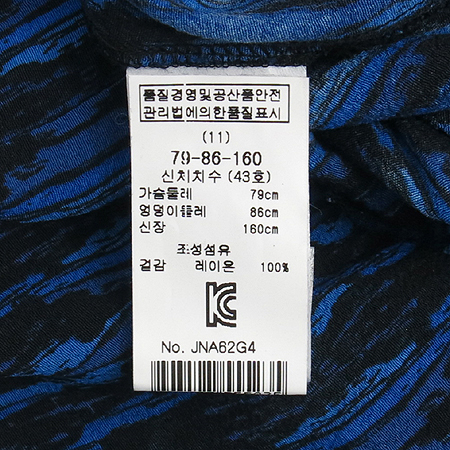 품질경영및공산품안전
관리법에의한품질표시
(11)
79-86-160
신치치수 (43호)
가슴둘레 79cm
엉덩이둘레 86cm
신장 160cm
조성섬유
겉감 레이온 100%
KC
No. JNA62G4